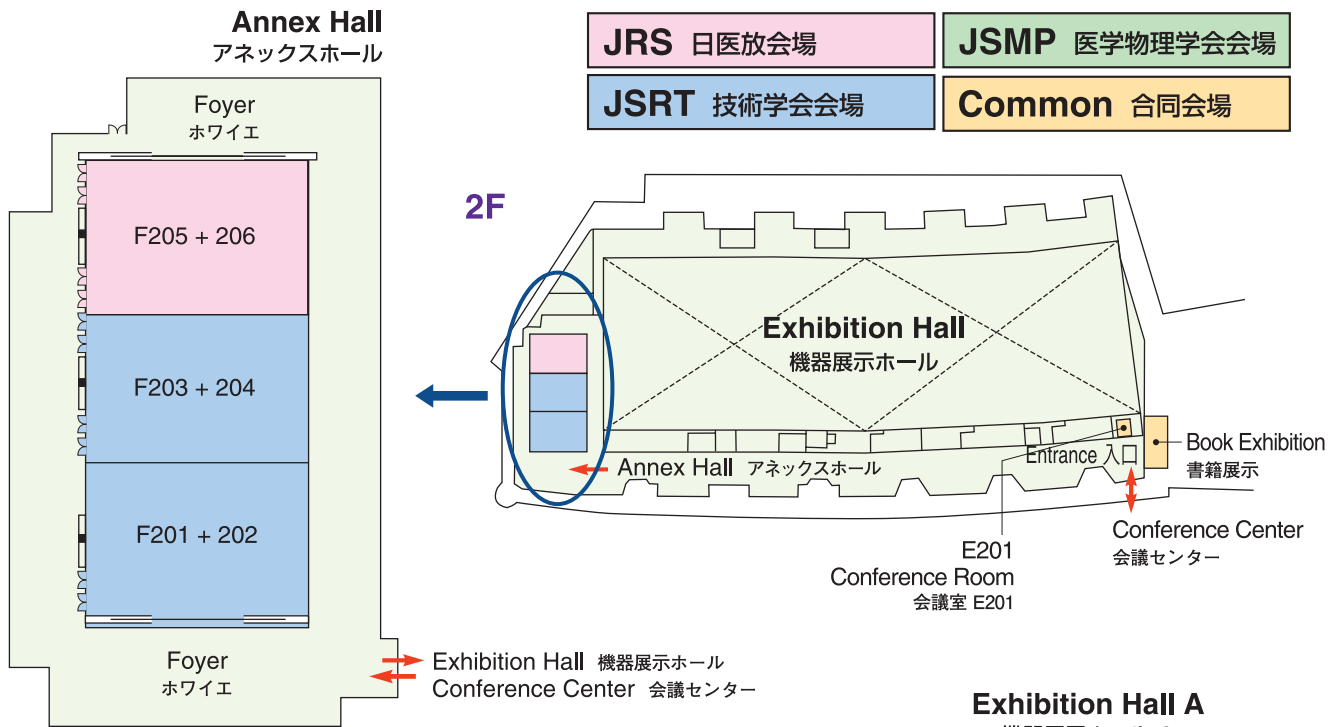 Annex Hall
アネックスホール
JRS 日医放会場
JSMP 医学物理学会会場
JSRT 技術学会会場
Common 合同会場
Foyer
ホワイエ
F205 + 206
F203 + 204
F201 + 202
Foyer
ホワイエ
Exhibition Hall 機器展示ホール
Conference Center 会議センター
2F
Exhibition Hall
機器展示ホール
Annex Hall アネックスホール
Entrance 入口
Book Exhibition
書籍展示
E201
Conference Room
会議室 E201
Conference Center
会議センター
Exhibition Hall A